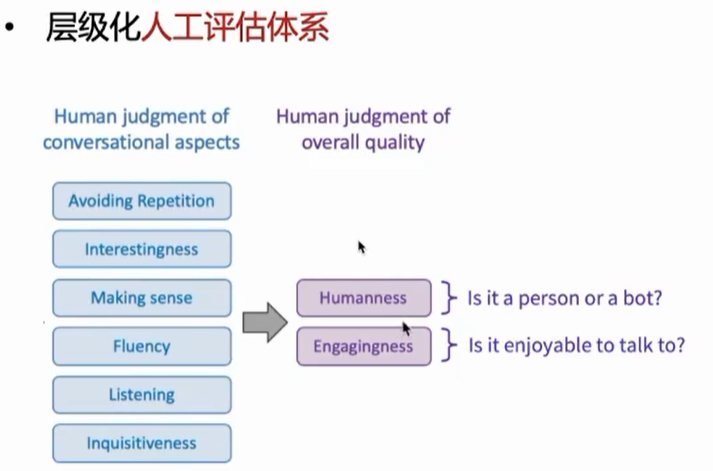 • 层级化人工评估体系
Human judgment of
conversational aspects
Human judgment of
overall quality
Avoiding Repetition
Interestingness
Making sense
Fluency
Listening
Inquisitiveness
Humanness
Is it a person or a bot?
Engagingness
Is it enjoyable to talk to?